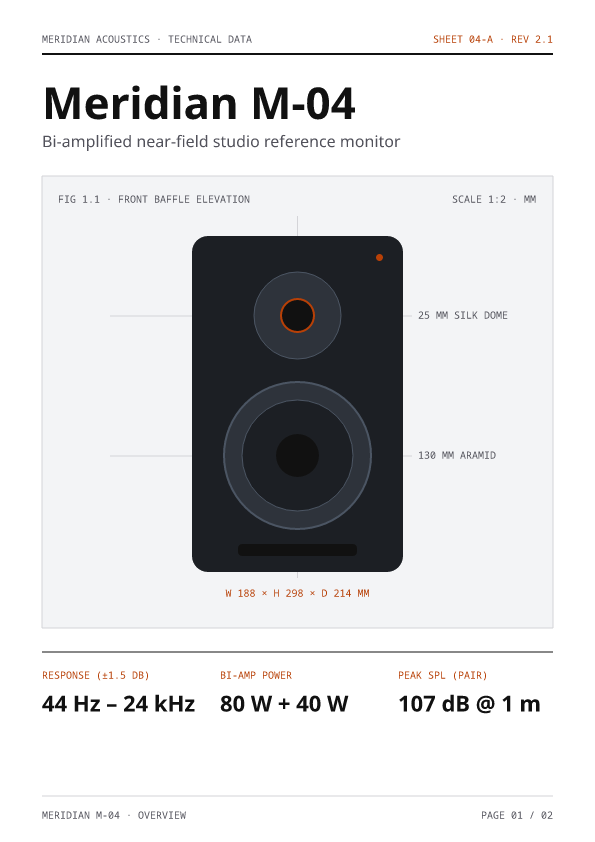 MERIDIAN ACOUSTICS · TECHNICAL DATA
SHEET 04-A · REV 2.1
Meridian M-04
Bi-amplified near-field studio reference monitor
FIG 1.1 · FRONT BAFFLE ELEVATION
SCALE 1:2 · MM
25 MM SILK DOME
130 MM ARAMID
W 188 × H 298 × D 214 MM
RESPONSE (±1.5 DB)
44 Hz – 24 kHz
BI-AMP POWER
80 W + 40 W
PEAK SPL (PAIR)
107 dB @ 1 m
MERIDIAN M-04 · OVERVIEW
PAGE 01 / 02